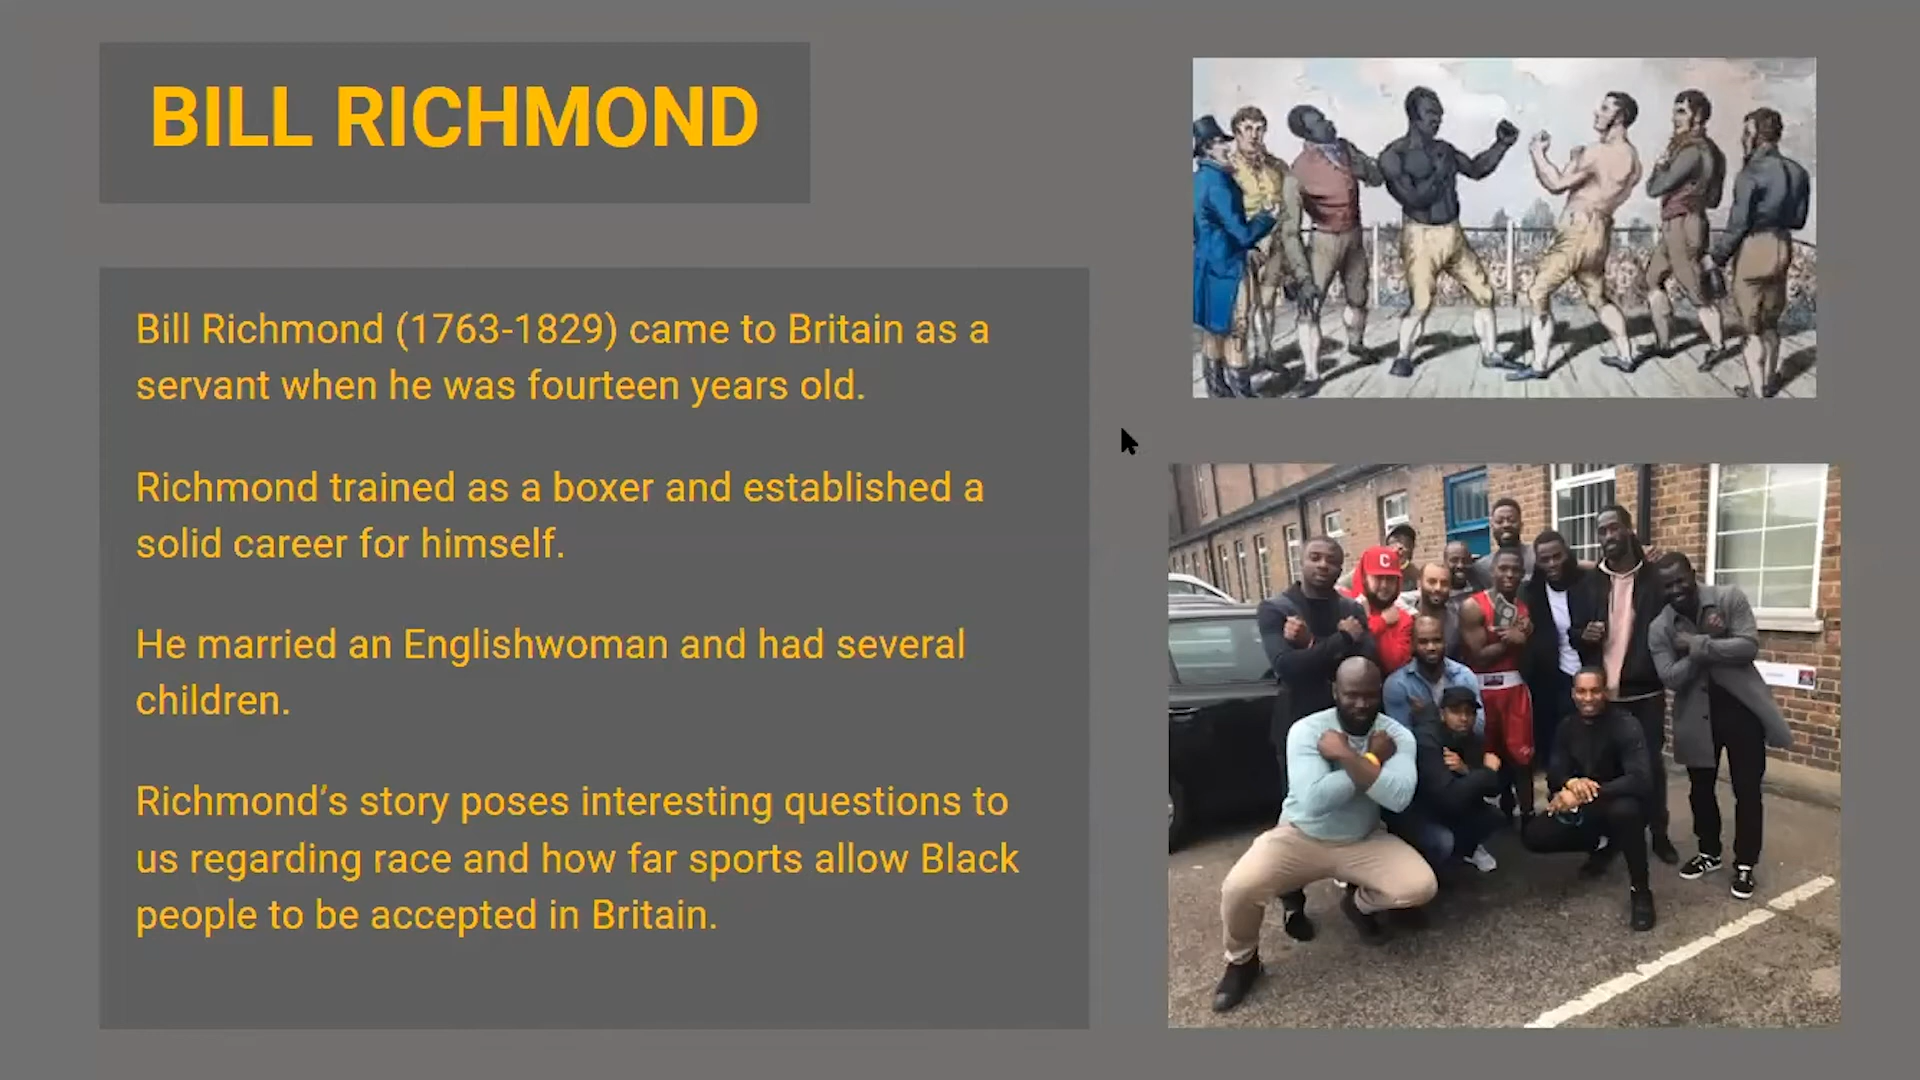 BILL RICHMOND
Bill Richmond (1763-1829) came to Britain as a
servant when he was fourteen years old.
Richmond trained as a boxer and established a
solid career for himself.
He married an Englishwoman and had several
children.
Richmond's story poses interesting questions to
us regarding race and how far sports allow Black
people to be accepted in Britain.
C